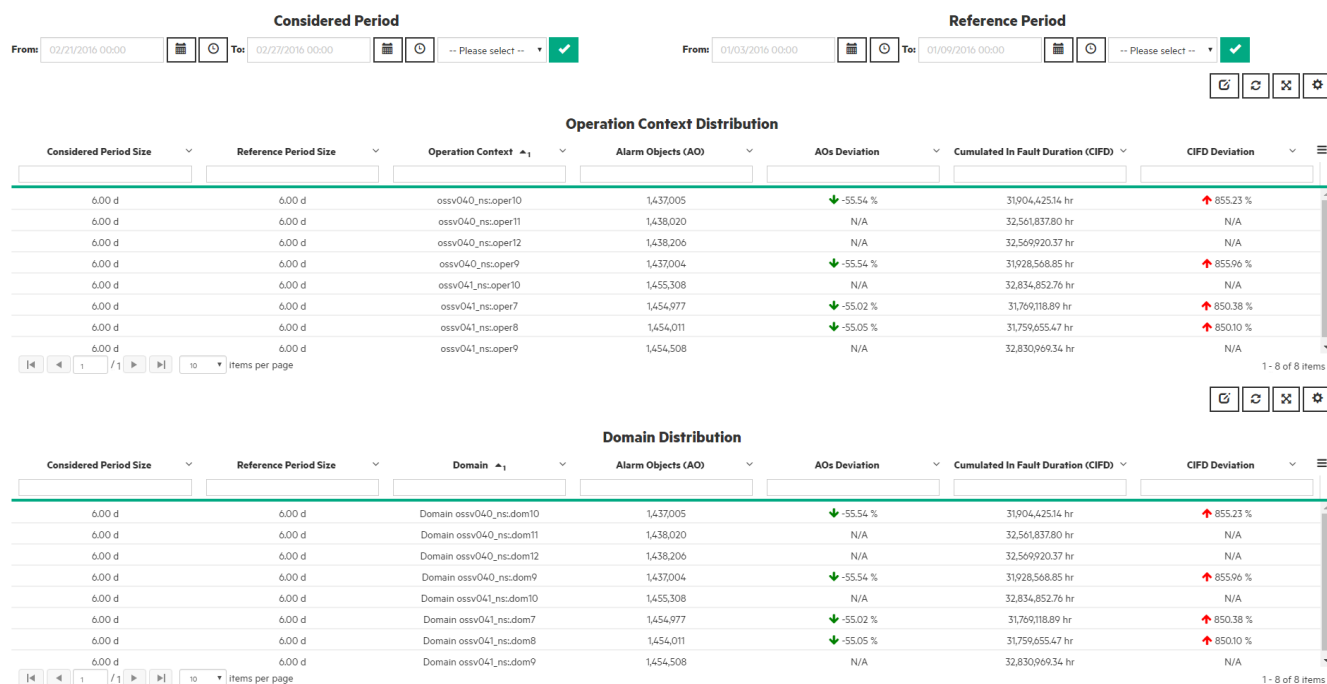 Considered Period Reference Period
From: 02/21/2016 00:00 To: 02/27/2016 00:00 -- Please select -- From: 01/03/2016 00:00 To: 01/09/2016 00:00 -- Please select --
Operation Context Distribution
Considered Period Size Reference Period Size Operation Context 1 Alarm Objects (AO) AOs Deviation Cumulated In Fault Duration (CIFD) CIFD Deviation
6.00 d 6.00 d ossv040_ns:.oper10 1,437,005 -55.54 % 31,904,425.14 hr 855.23 %
6.00 d 6.00 d ossv040_ns:.oper11 1,438,020 N/A 32,561,837.80 hr N/A
6.00 d 6.00 d ossv040_ns:.oper12 1,438,206 N/A 32,569,920.37 hr N/A
6.00 d 6.00 d ossv040_ns:.oper9 1,437,004 -55.54 % 31,928,568.85 hr 855.96 %
6.00 d 6.00 d ossv041_ns:.oper10 1,455,308 N/A 32,834,852.76 hr N/A
6.00 d 6.00 d ossv041_ns:.oper7 1,454,977 -55.02 % 31,769,118.89 hr 850.38 %
6.00 d 6.00 d ossv041_ns:.oper8 1,454,011 -55.05 % 31,759,655.47 hr 850.10 %
6.00 d 6.00 d ossv041_ns:.oper9 1,454,508 N/A 32,830,969.34 hr N/A
1 / 1 10 items per page 1 - 8 of 8 items
Domain Distribution
Considered Period Size Reference Period Size Domain 1 Alarm Objects (AO) AOs Deviation Cumulated In Fault Duration (CIFD) CIFD Deviation
6.00 d 6.00 d Domain ossv040_ns:.dom10 1,437,005 -55.54 % 31,904,425.14 hr 855.23 %
6.00 d 6.00 d Domain ossv040_ns:.dom11 1,438,020 N/A 32,561,837.80 hr N/A
6.00 d 6.00 d Domain ossv040_ns:.dom12 1,438,206 N/A 32,569,920.37 hr N/A
6.00 d 6.00 d Domain ossv040_ns:.dom9 1,437,004 -55.54 % 31,928,568.85 hr 855.96 %
6.00 d 6.00 d Domain ossv041_ns:.dom10 1,455,308 N/A 32,834,852.76 hr N/A
6.00 d 6.00 d Domain ossv041_ns:.dom7 1,454,977 -55.02 % 31,769,118.89 hr 850.38 %
6.00 d 6.00 d Domain ossv041_ns:.dom8 1,454,011 -55.05 % 31,759,655.47 hr 850.10 %
6.00 d 6.00 d Domain ossv041_ns:.dom9 1,454,508 N/A 32,830,969.34 hr N/A
1 / 1 10 items per page 1 - 8 of 8 items